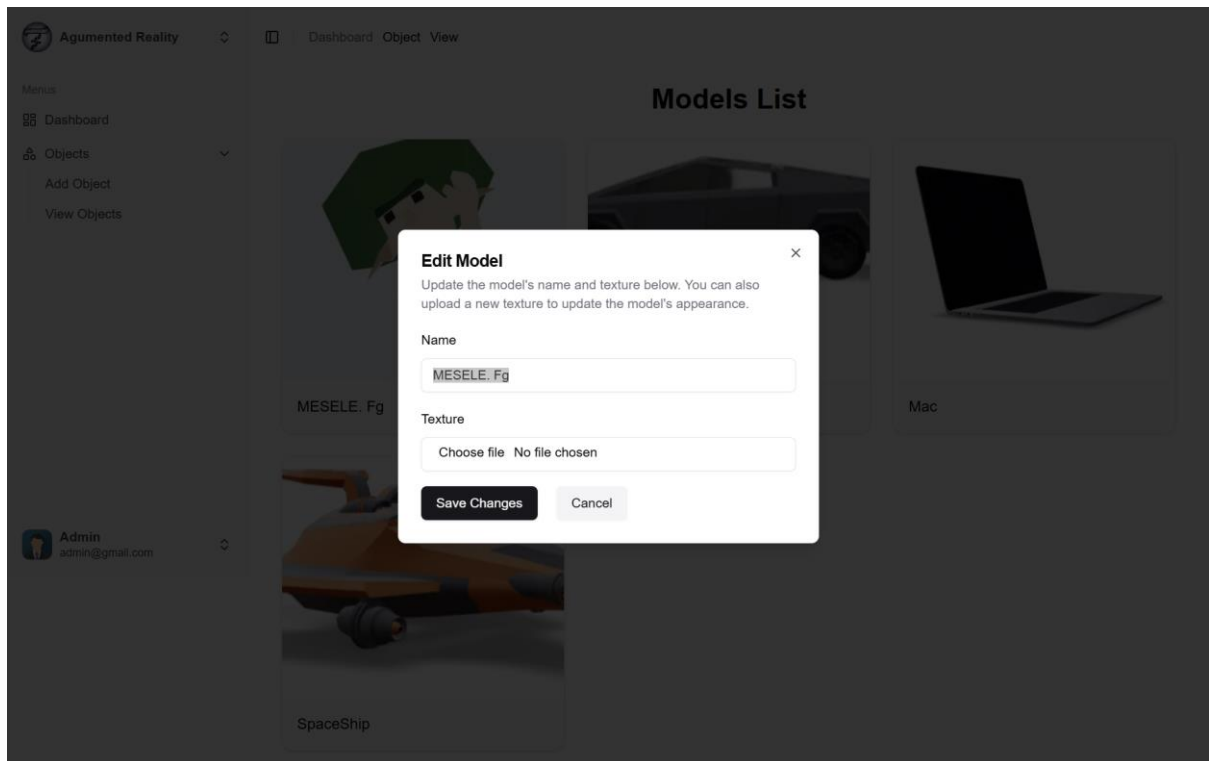 Agumented Reality
Dashboard Object View
Menus
Dashboard
Objects
Add Object
View Objects
Admin
admin@gmail.com
Models List
MESELE. Fg
Mac
SpaceShip
Edit Model
Update the model's name and texture below. You can also
upload a new texture to update the model's appearance.
Name
MESELE. Fg
Texture
Choose file No file chosen
Save Changes Cancel